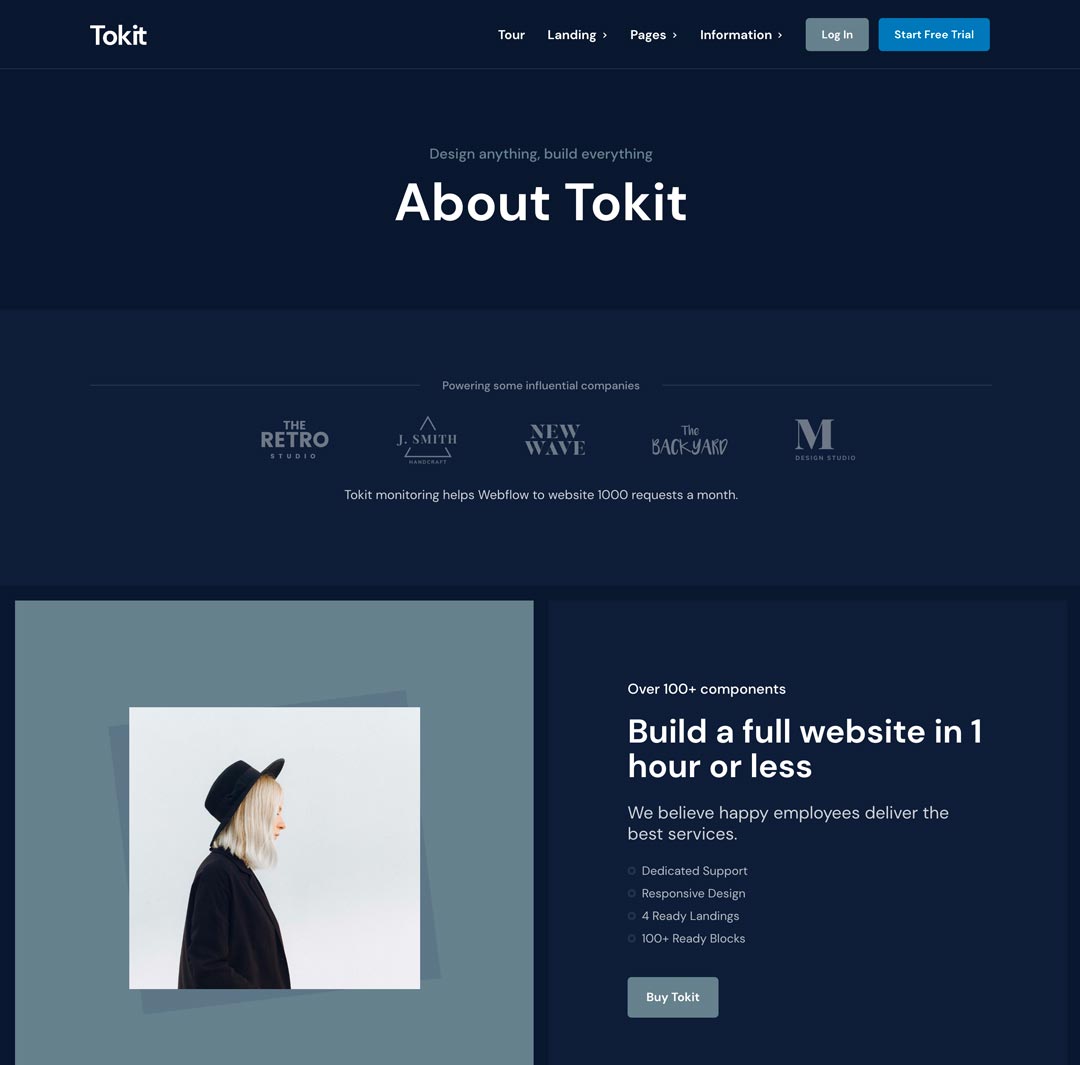 Tokit
Tour
Landing
Pages
Information
Log In
Start Free Trial
Design anything, build everything
About Tokit
Powering some influential companies
THE
RETRO
STUDIO
J. SMITH
HANDCRAFT
NEW
WAVE
The
BACKYARD
M
DESIGN STUDIO
Tokit monitoring helps Webflow to website 1000 requests a month.
Over 100+ components
Build a full website in 1
hour or less
We believe happy employees deliver the
best services.
Dedicated Support
Responsive Design
4 Ready Landings
100+ Ready Blocks
Buy Tokit